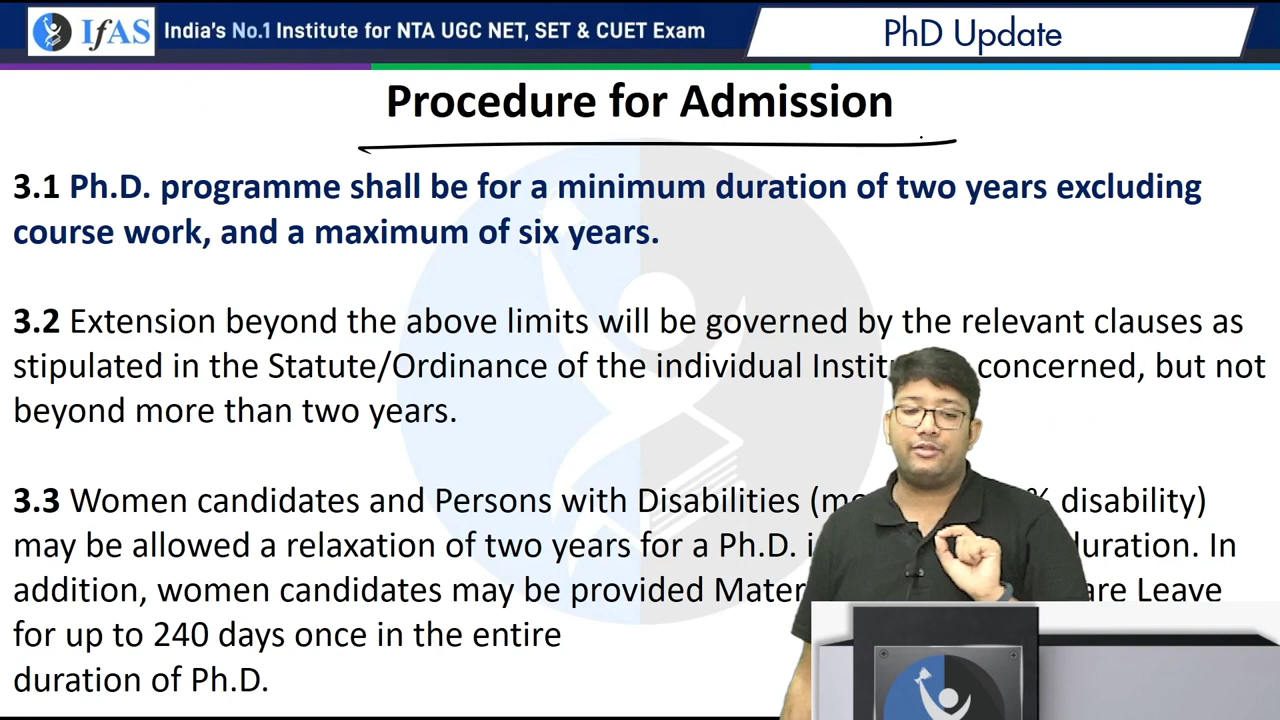 IfAS India's No.1 Institute for NTA UGC NET, SET & CUET Exam
PhD Update
Procedure for Admission
3.1 Ph.D. programme shall be for a minimum duration of two years excluding
course work, and a maximum of six years.
3.2 Extension beyond the above limits will be governed by the relevant clauses as
stipulated in the Statute/Ordinance of the individual concerned, but not
beyond more than two years.
3.3 Women candidates and Persons with Disabilities % disability)
may be allowed a relaxation of two years for a Ph.D. duration. In
addition, women candidates may be provided Leave
for up to 240 days once in the entire
duration of Ph.D.